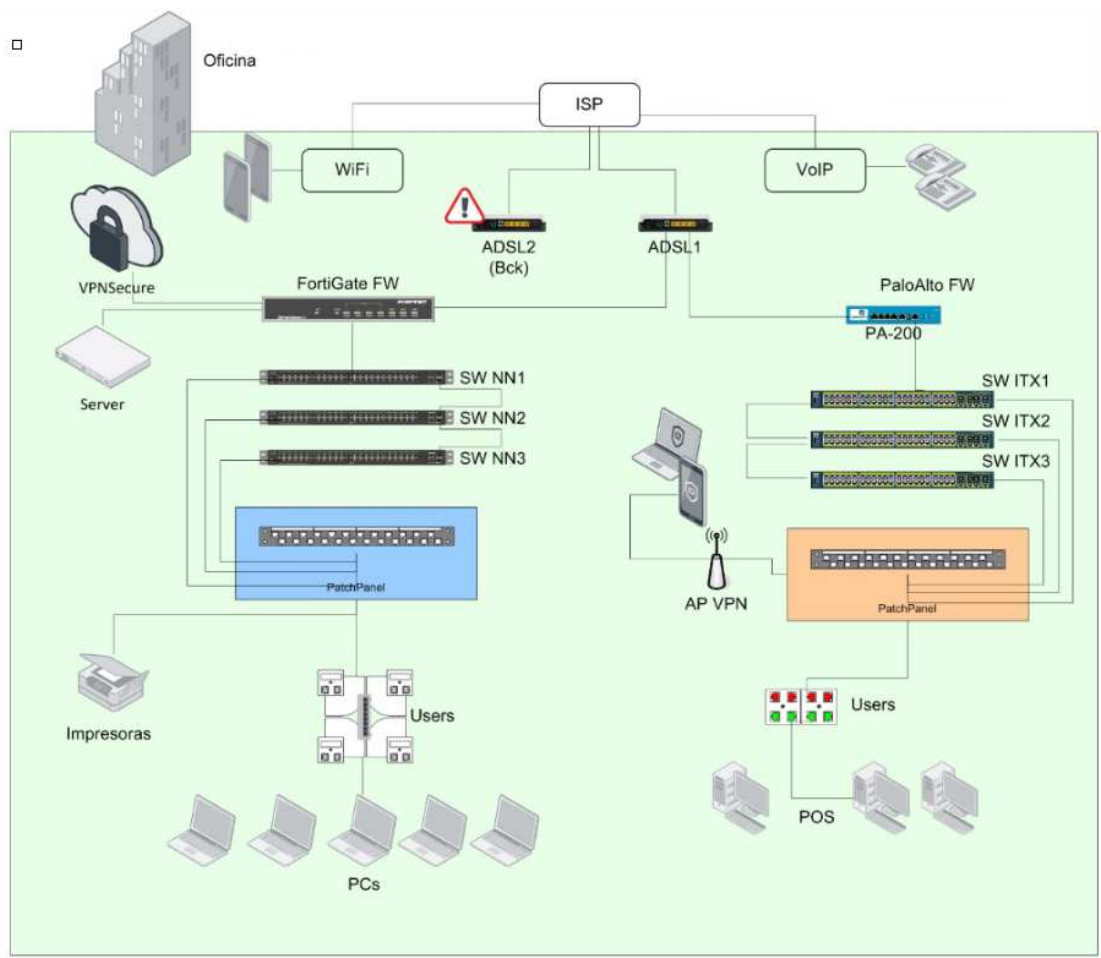 Oficina
ISP
WiFi
VoIP
ADSL2
(Bck)
ADSL1
VPNSecure
FortiGate FW
PaloAlto FW
FORTINET
PA-200
Server
SW NN1
SW NN2
SW NN3
SW ITX1
SW ITX2
SW ITX3
PatchPanel
AP VPN
PatchPanel
Impresoras
Users
Users
POS
PCs